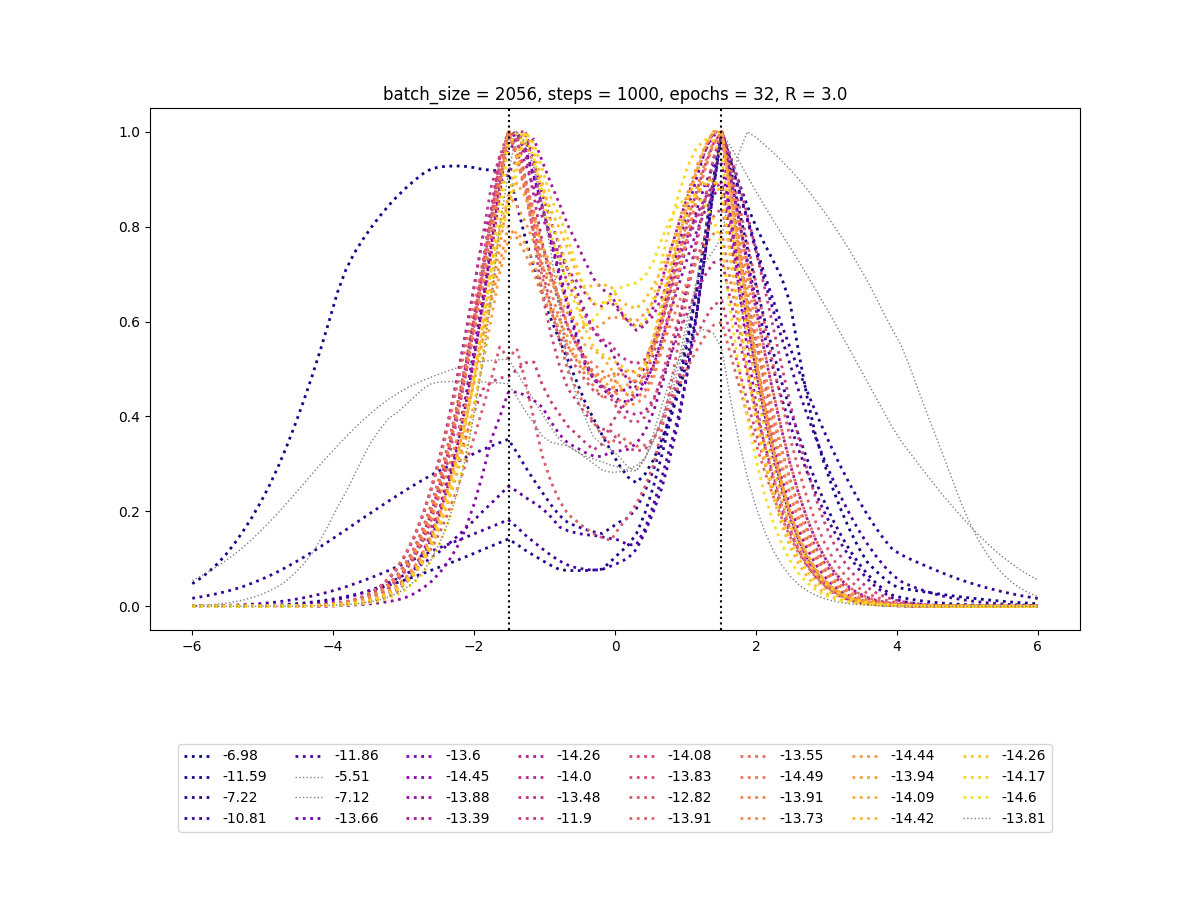 batch_size = 2056, steps = 1000, epochs = 32, R = 3.0
1.0
0.8
0.6
0.4
0.2
0.0
−6 −4 −2 0 2 4 6
-6.98 -11.86 -13.6 -14.26 -14.08 -13.55 -14.44 -14.26
-11.59 -5.51 -14.45 -14.0 -13.83 -14.49 -13.94 -14.17
-7.22 -7.12 -13.88 -13.48 -12.82 -13.91 -14.09 -14.6
-10.81 -13.66 -13.39 -11.9 -13.91 -13.73 -14.42 -13.81